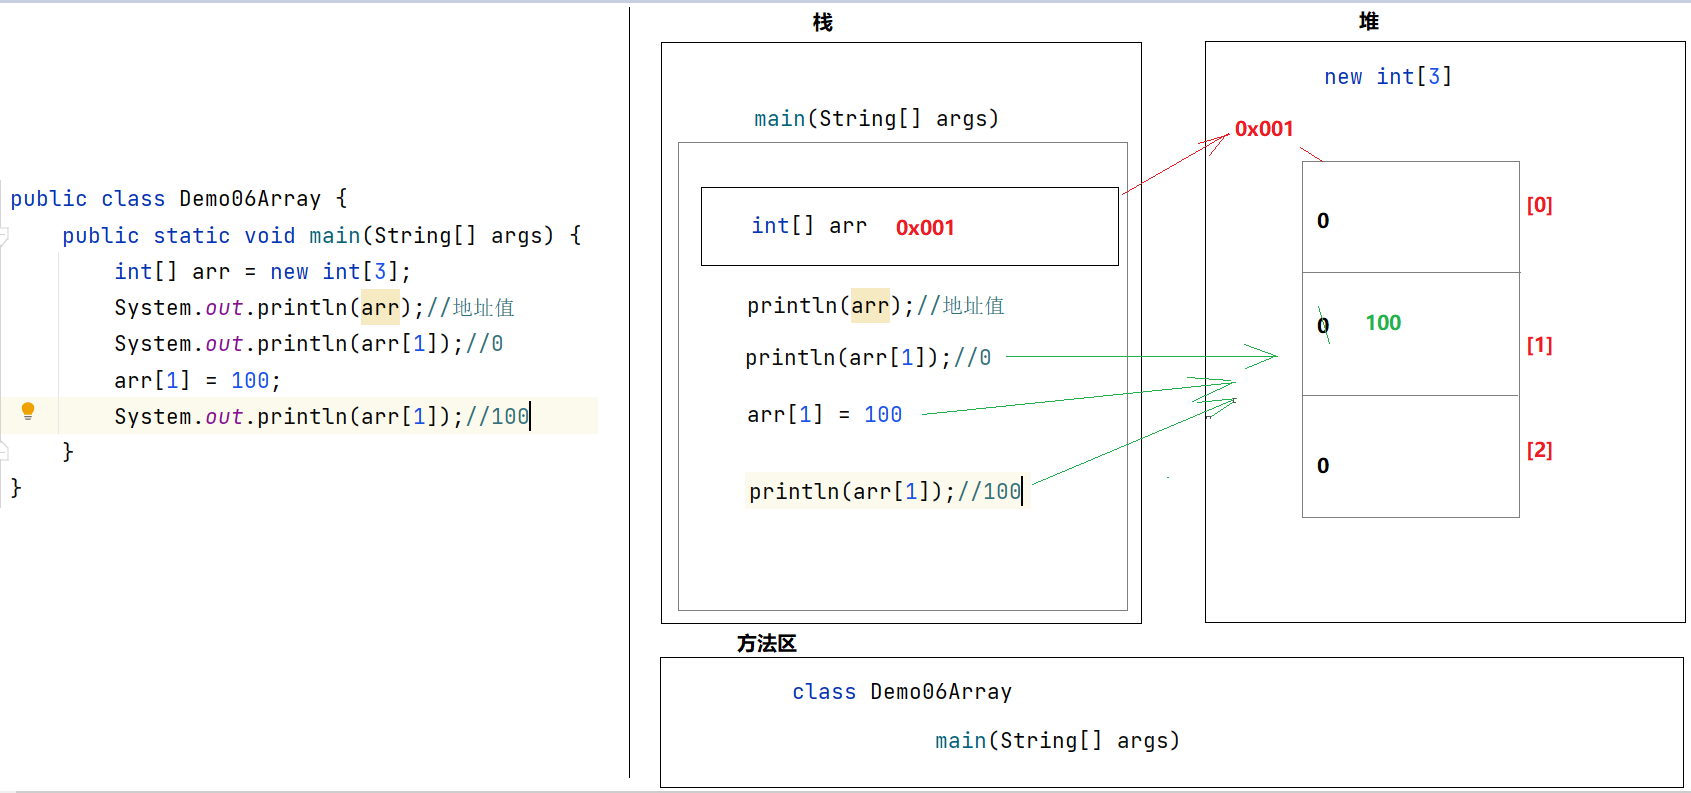 public class Demo06Array {
public static void main(String[] args) {
int[] arr = new int[3];
System.out.println(arr);//地址值
System.out.println(arr[1]);//0
arr[1] = 100;
System.out.println(arr[1]);//100
}
}
栈
main(String[] args)
int[] arr 0x001
println(arr);//地址值
println(arr[1]);//0
arr[1] = 100
println(arr[1]);//100
堆
new int[3]
0x001
0 [0]
0 100 [1]
0 [2]
方法区
class Demo06Array
main(String[] args)